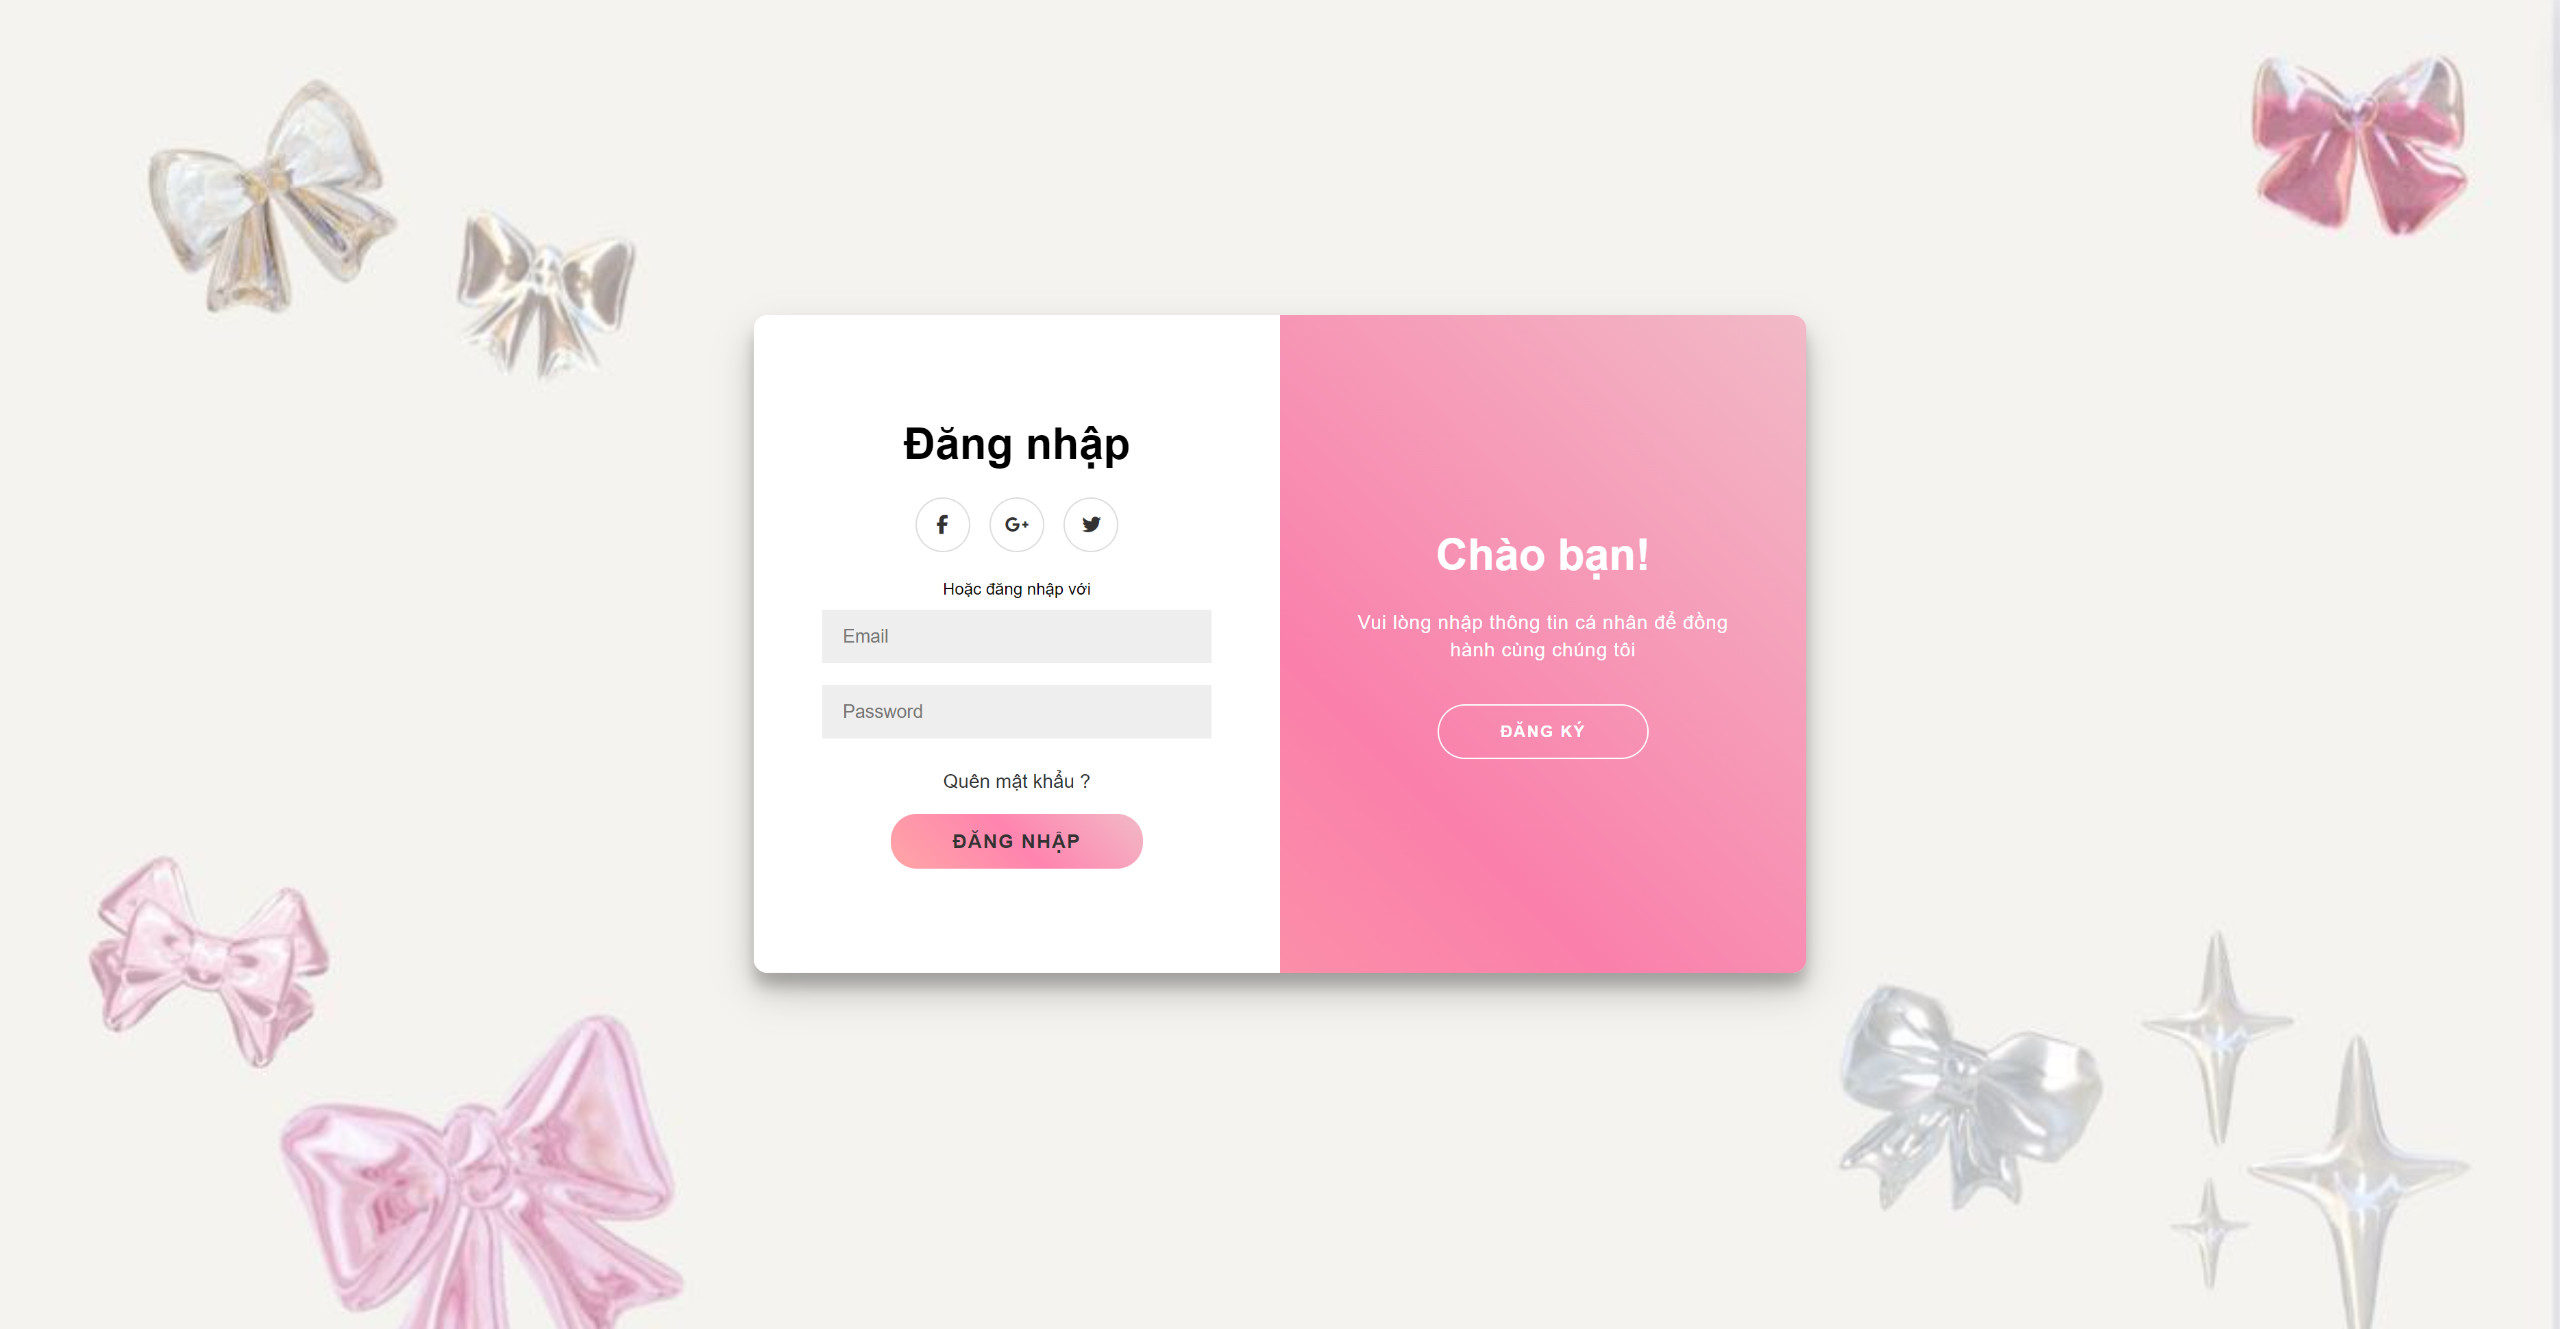 Đăng nhập
G+
Hoặc đăng nhập với
Email
Password
Quên mật khẩu ?
ĐĂNG NHẬP
Chào bạn!
Vui lòng nhập thông tin cá nhân để đồng
hành cùng chúng tôi
ĐĂNG KÝ